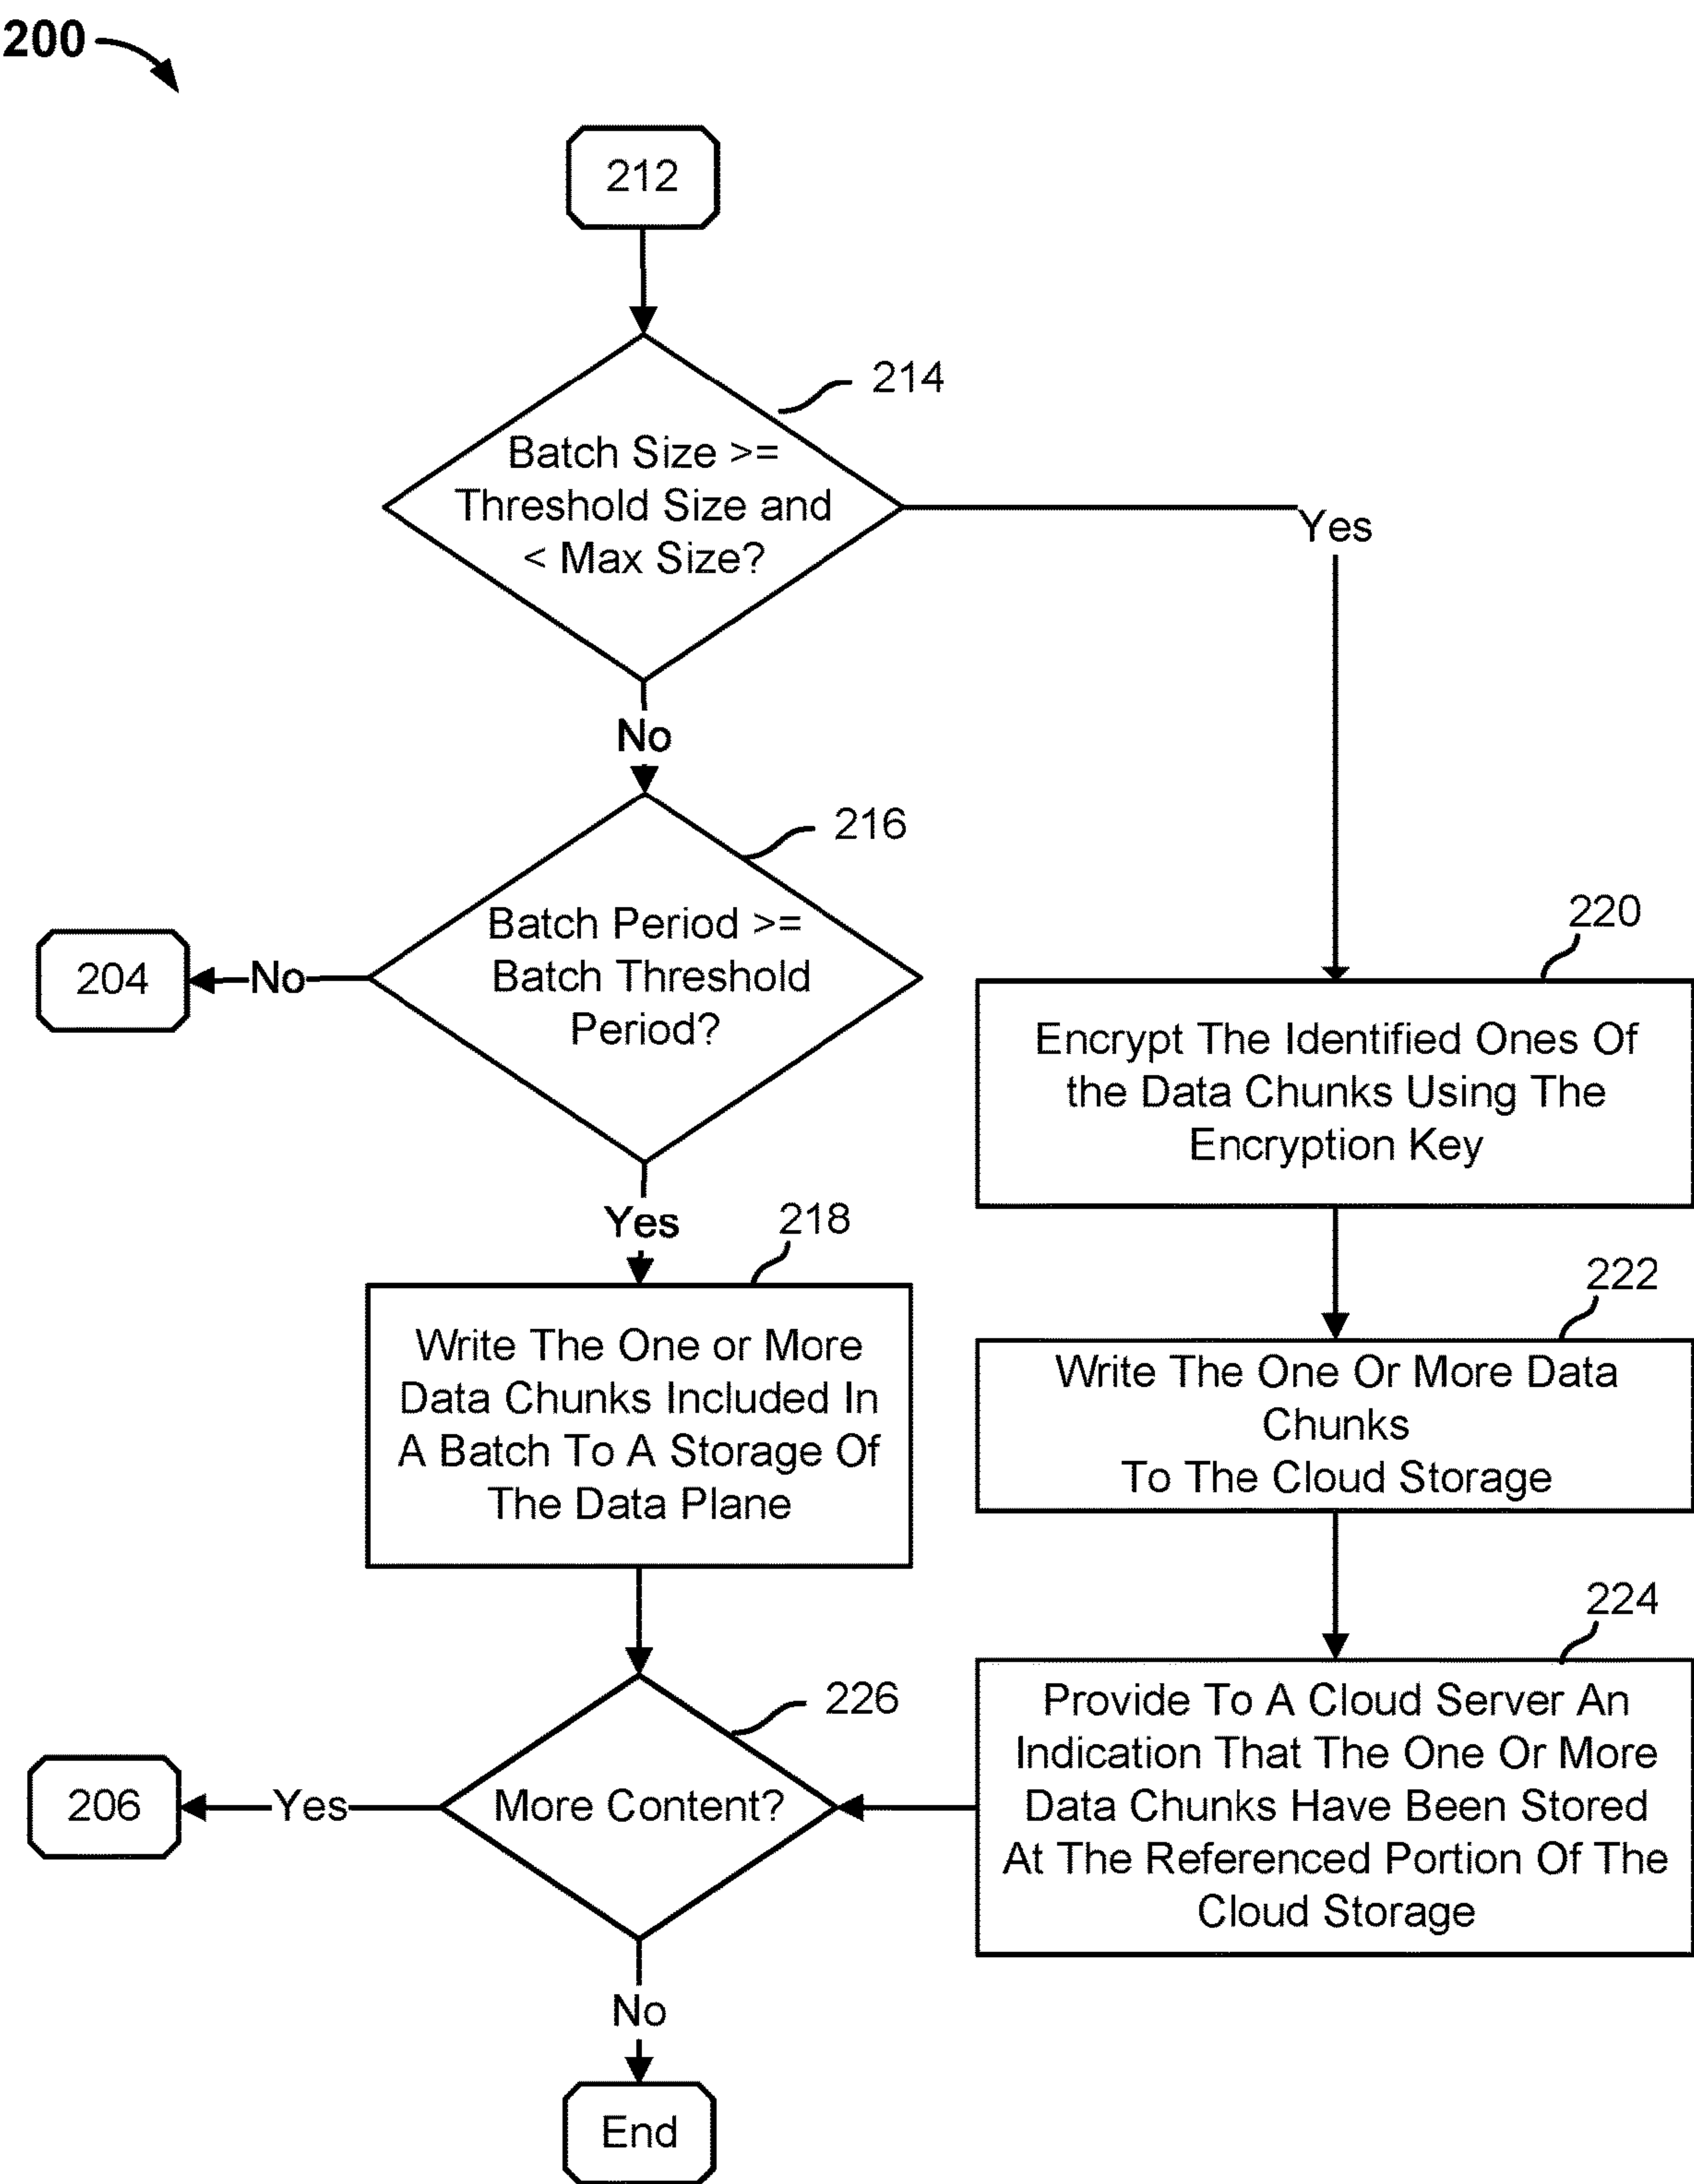 200
212
214
Batch Size >=
Threshold Size and
< Max Size?
Yes
No
216
Batch Period >=
Batch Threshold
Period?
No
204
220
Encrypt The Identified Ones Of
the Data Chunks Using The
Encryption Key
Yes
218
Write The One or More
Data Chunks Included In
A Batch To A Storage Of
The Data Plane
222
Write The One Or More Data
Chunks
To The Cloud Storage
224
Provide To A Cloud Server An
Indication That The One Or More
Data Chunks Have Been Stored
At The Referenced Portion Of The
Cloud Storage
226
More Content?
Yes
206
No
End